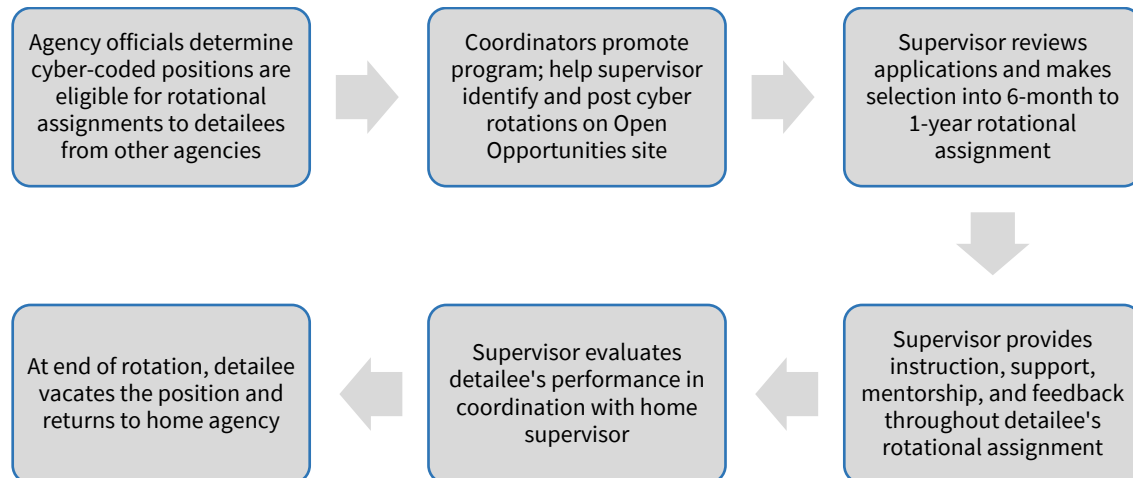 Agency officials determine
cyber-coded positions are
eligible for rotational
assignments to detailees
from other agencies
Coordinators promote
program; help supervisor
identify and post cyber
rotations on Open
Opportunities site
Supervisor reviews
applications and makes
selection into 6-month to
1-year rotational
assignment
Supervisor provides
instruction, support,
mentorship, and feedback
throughout detailee's
rotational assignment
Supervisor evaluates
detailee's performance in
coordination with home
supervisor
At end of rotation, detailee
vacates the position and
returns to home agency